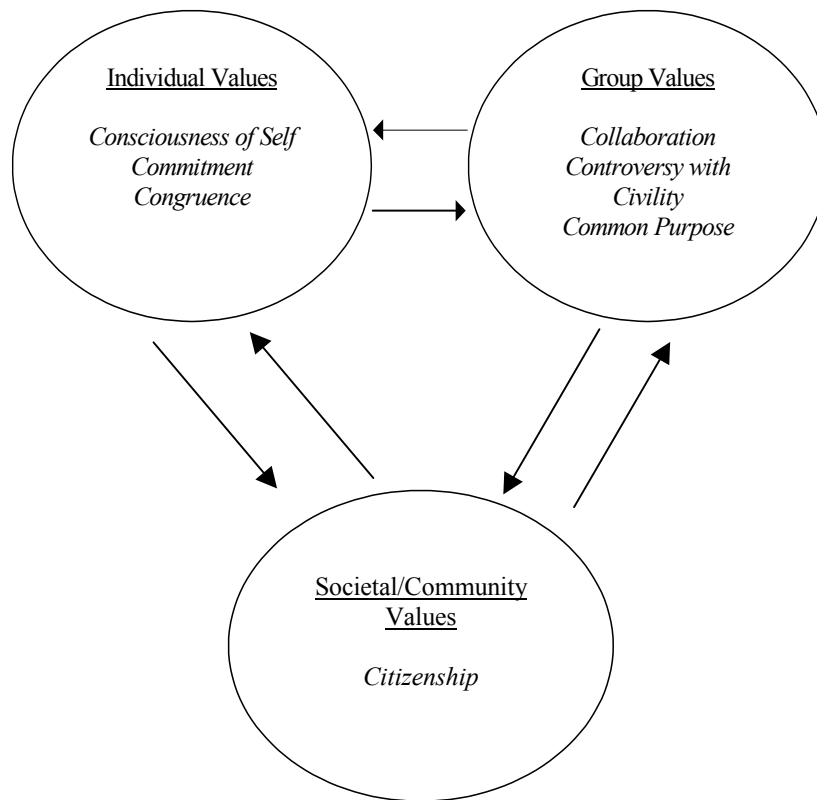 Individual Values
Consciousness of Self
Commitment
Congruence
Group Values
Collaboration
Controversy with
Civility
Common Purpose
Societal/Community
Values
Citizenship